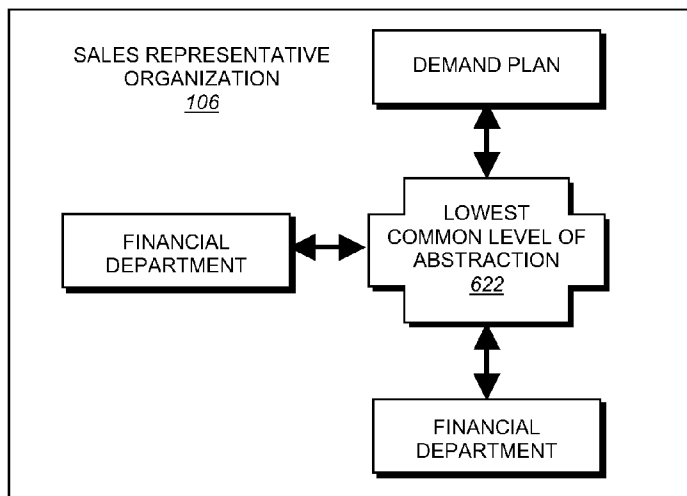 SALES REPRESENTATIVE
ORGANIZATION
106
DEMAND PLAN
LOWEST
COMMON LEVEL OF
ABSTRACTION
622
FINANCIAL
DEPARTMENT
FINANCIAL
DEPARTMENT